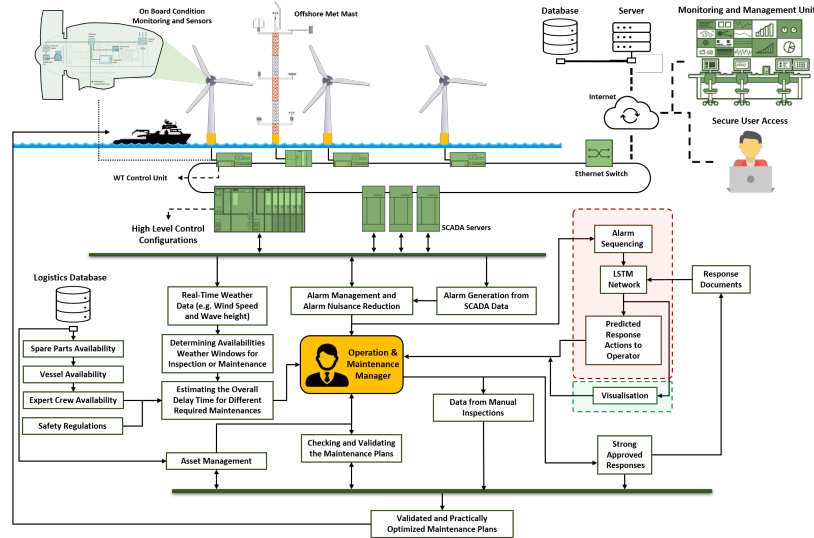 On Board Condition
Monitoring and Sensors
Offshore Met Mast
Database
Server
Monitoring and Management Unit
Internet
Secure User Access
WT Control Unit
Ethernet Switch
High Level Control
Configurations
SCADA Servers
Logistics Database
Real-Time Weather
Data (e.g. Wind Speed
and Wave height)
Alarm Management and
Alarm Nuisance Reduction
Alarm Generation from
SCADA Data
Alarm
Sequencing
LSTM
Network
Response
Documents
Predicted
Response
Actions to
Operator
Visualisation
Spare Parts Availability
Vessel Availability
Expert Crew Availability
Safety Regulations
Determining Availabilities
Weather Windows for
Inspection or Maintenance
Estimating the Overall
Delay Time for Different
Required Maintenances
Operation &
Maintenance
Manager
Data from Manual
Inspections
Asset Management
Checking and Validating
the Maintenance Plans
Strong
Approved
Responses
Validated and Practically
Optimized Maintenance Plans